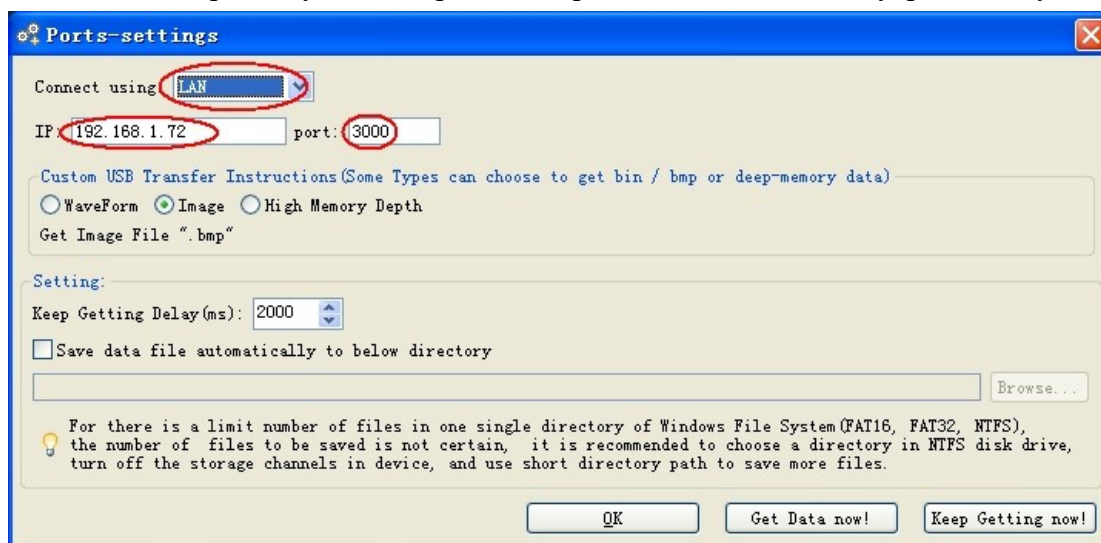 Ports-settings
Connect using LAN
IP: 192.168.1.72 port: 3000
Custom USB Transfer Instructions(Some Types can choose to get bin / bmp or deep-memory data)
WaveForm Image High Memory Depth
Get Image File ".bmp"
Setting:
Keep Getting Delay(ms): 2000
Save data file automatically to below directory
Browse...
For there is a limit number of files in one single directory of Windows File System(FAT16, FAT32, NTFS),
the number of files to be saved is not certain, it is recommended to choose a directory in NTFS disk drive,
turn off the storage channels in device, and use short directory path to save more files.
OK Get Data now! Keep Getting now!